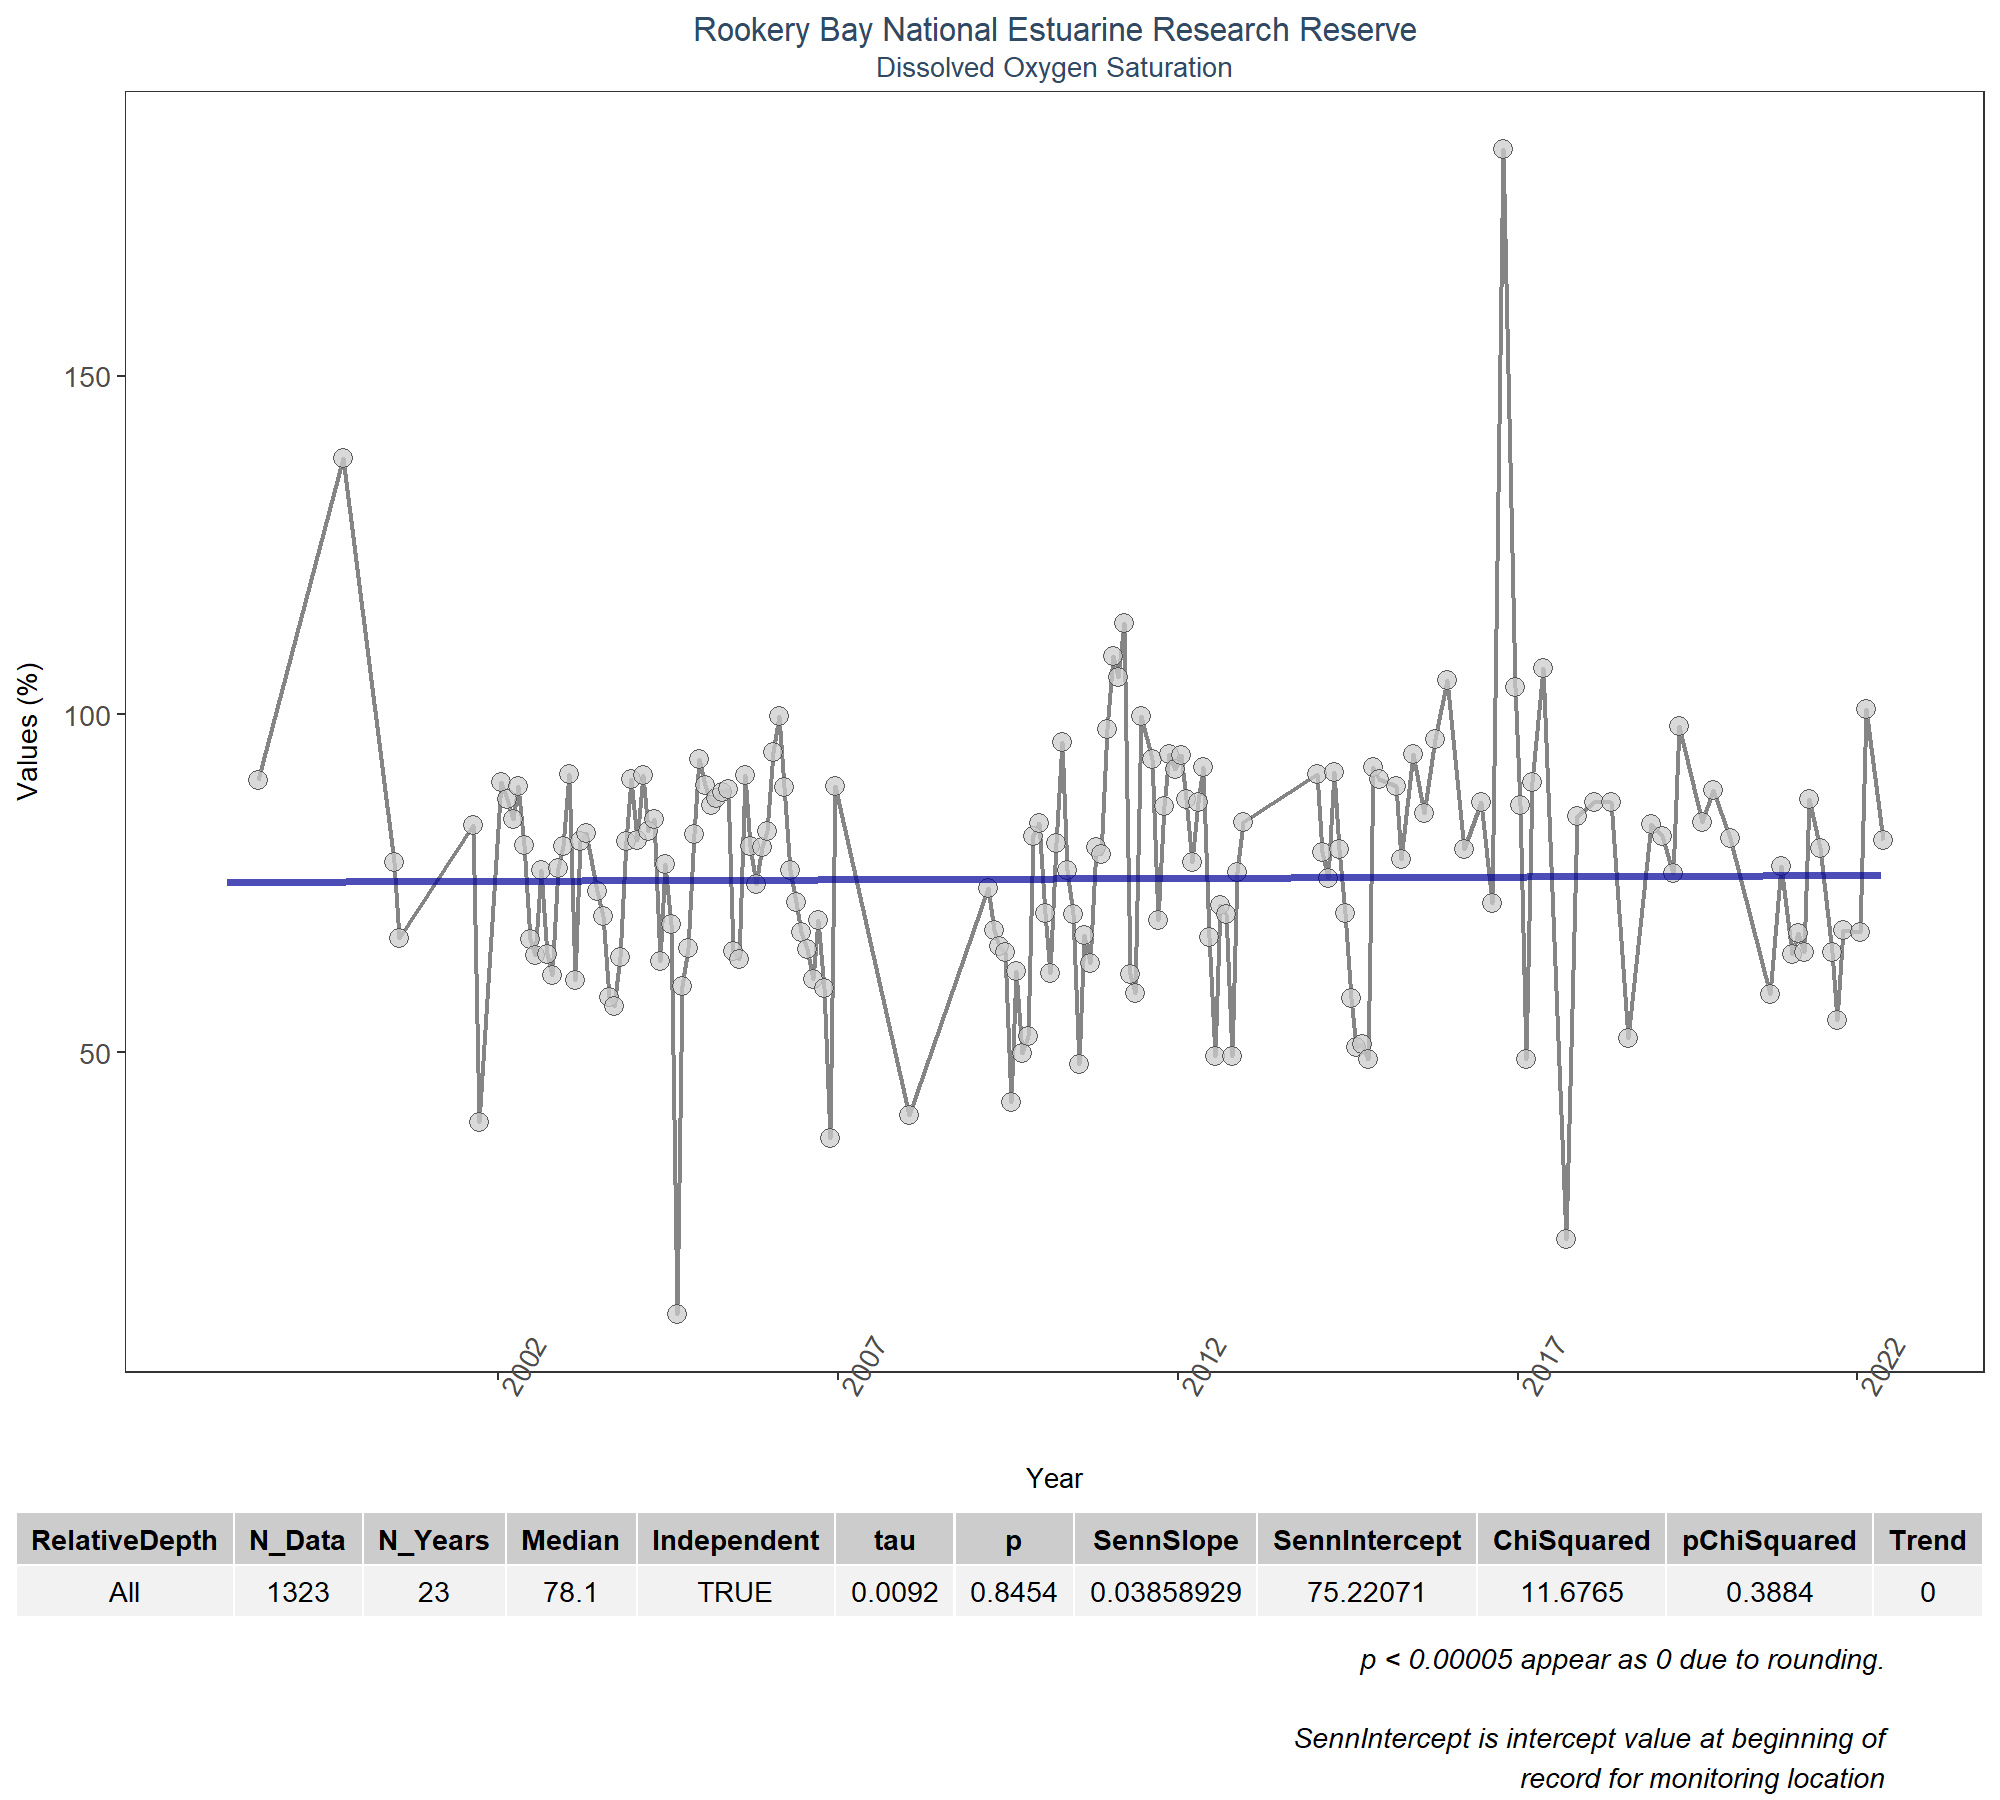 Rookery Bay National Estuarine Research Reserve
Dissolved Oxygen Saturation
Values (%)
150
100
50
2002 2007 2012 2017 2022
Year
RelativeDepth N_Data N_Years Median Independent tau p SennSlope SennIntercept ChiSquared pChiSquared Trend
All 1323 23 78.1 TRUE 0.0092 0.8454 0.03858929 75.22071 11.6765 0.3884 0
p < 0.00005 appear as 0 due to rounding.
SennIntercept is intercept value at beginning of
record for monitoring location